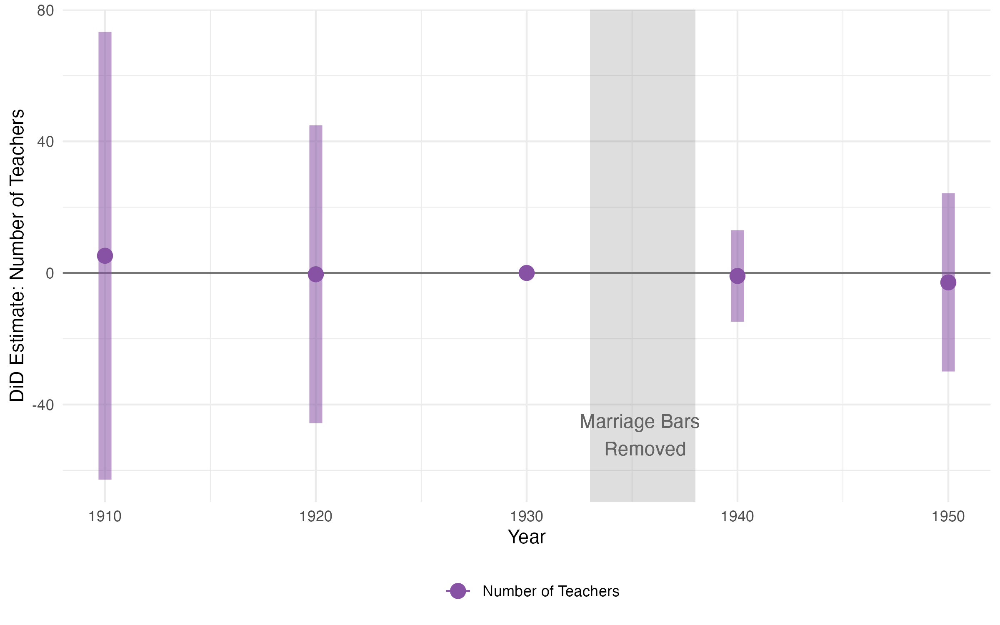 80
40
0
-40
DiD Estimate: Number of Teachers
Marriage Bars
Removed
1910 1920 1930 1940 1950
Year
Number of Teachers